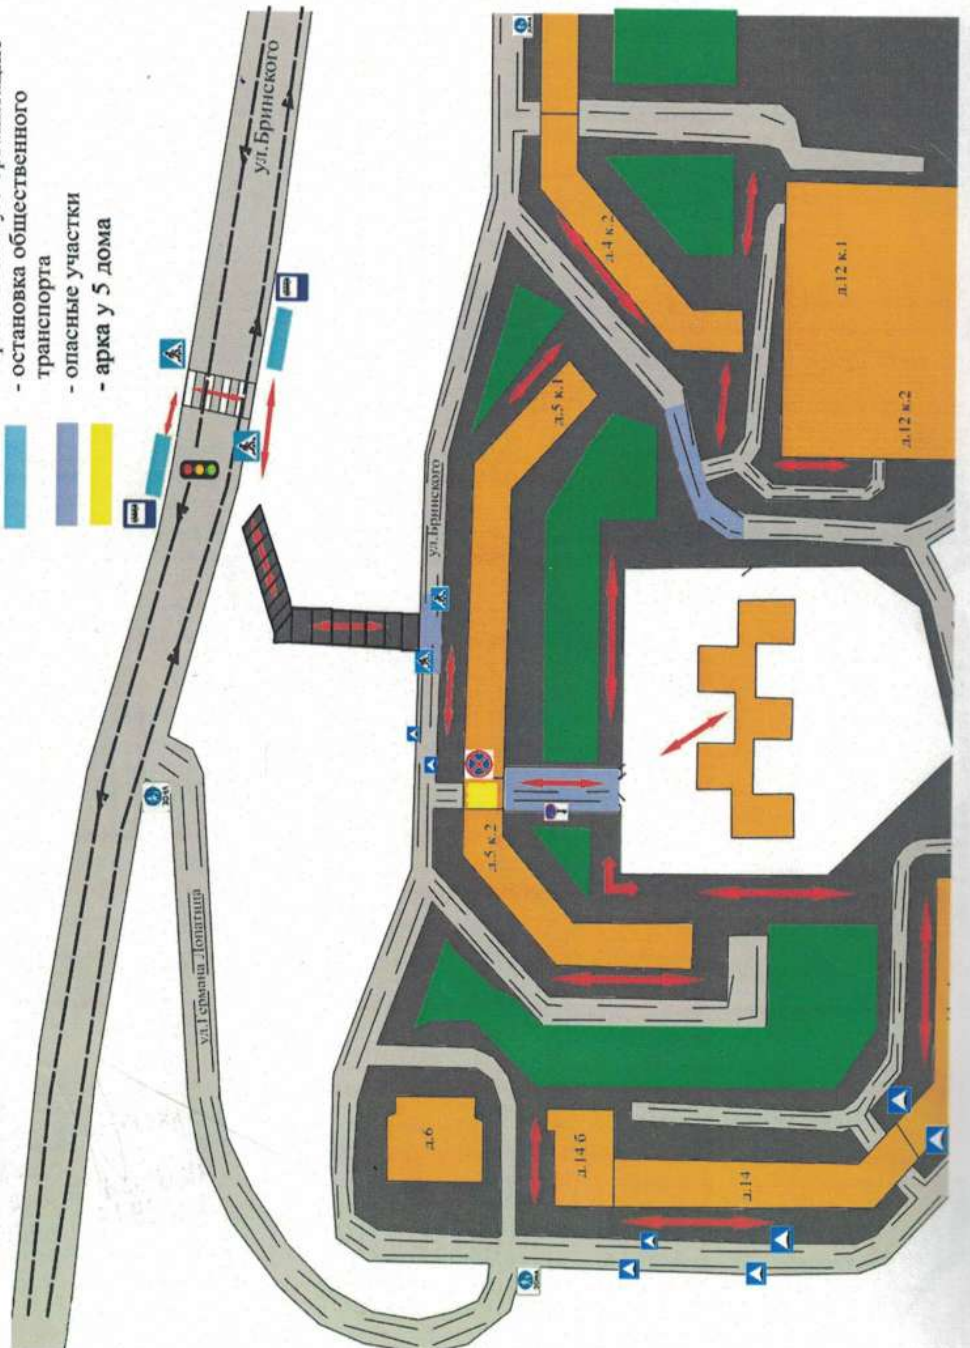 - остановка общественного
транспорта
- опасные участки
- арка у 5 дома
ул.Бринского
ул.Бринского
ул.Германа Лопатина
д.4 к.2
д.12 к.1
д.12 к.2
д.5 к.1
д.5 к.2
д.6
д.14 б
д.14